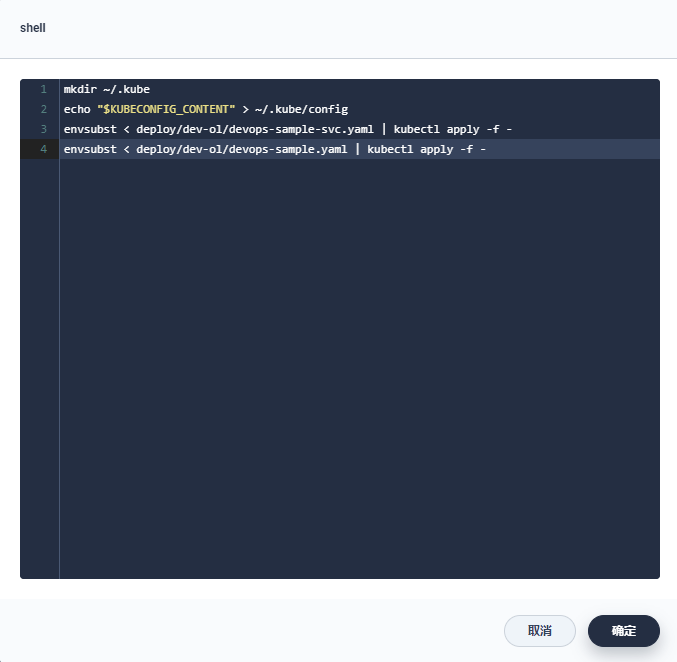 shell
1 mkdir ~/.kube
2 echo "$KUBECONFIG_CONTENT" > ~/.kube/config
3 envsubst < deploy/dev-ol/devops-sample-svc.yaml | kubectl apply -f -
4 envsubst < deploy/dev-ol/devops-sample.yaml | kubectl apply -f -
取消 确定